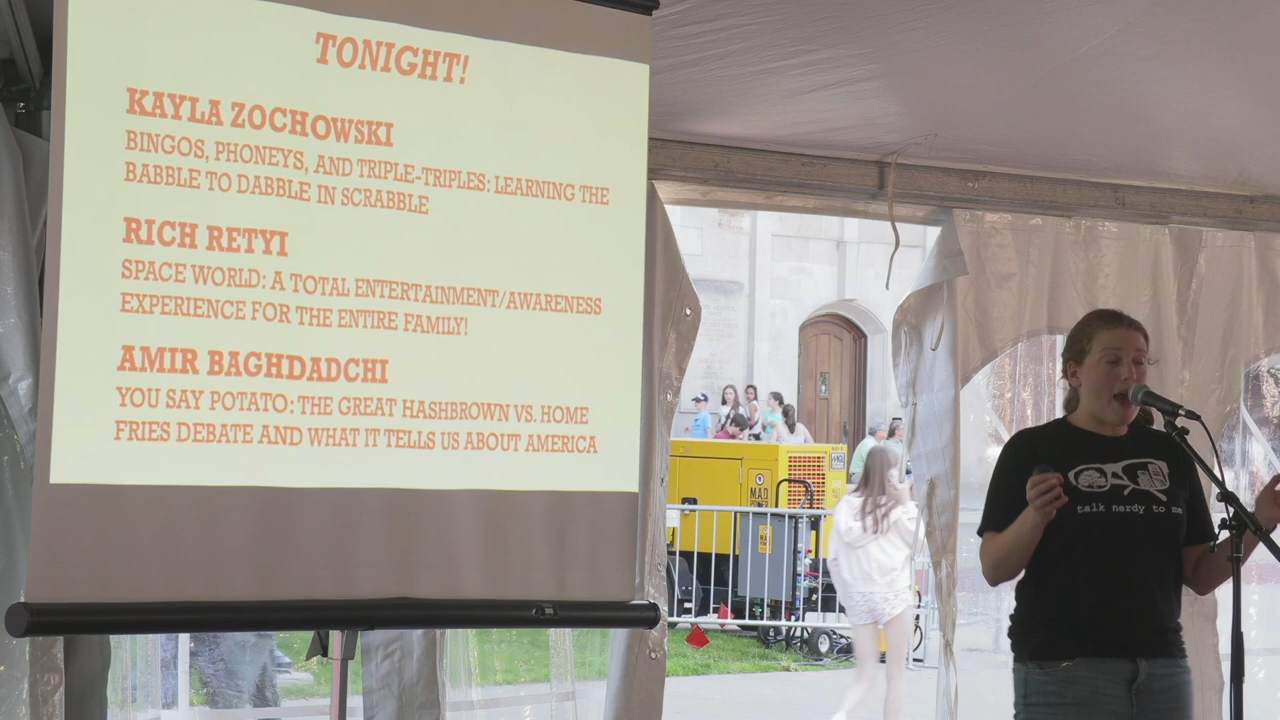 TONIGHT!
KAYLA ZOCHOWSKI
BINGOS, PHONEYS, AND TRIPLE-TRIPLES: LEARNING THE
BABBLE TO DABBLE IN SCRABBLE
RICH RETYI
SPACE WORLD: A TOTAL ENTERTAINMENT/AWARENESS
EXPERIENCE FOR THE ENTIRE FAMILY!
AMIR BAGHDADCHI
YOU SAY POTATO: THE GREAT HASHBROWN VS. HOME
FRIES DEBATE AND WHAT IT TELLS US ABOUT AMERICA
M.A.D.
POWER
talk nerdy to me